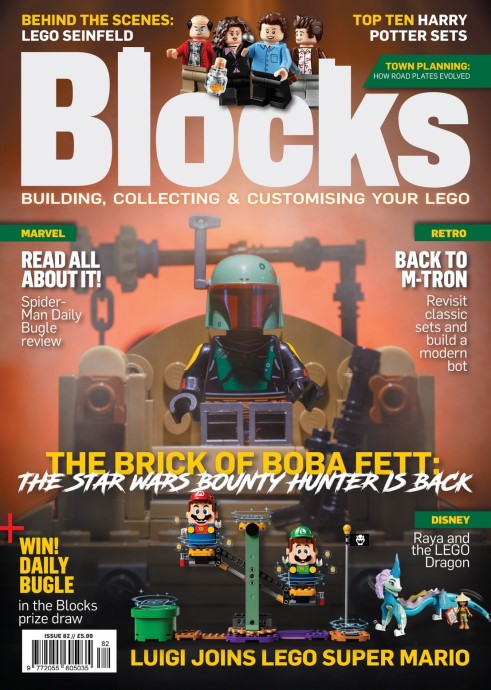 BEHIND THE SCENES:
LEGO SEINFELD
TOP TEN HARRY
POTTER SETS
TOWN PLANNING:
HOW ROAD PLATES EVOLVED
Blocks
BUILDING, COLLECTING & CUSTOMISING YOUR LEGO
MARVEL
READ ALL
ABOUT IT!
Spider-
Man Daily
Bugle
review
RETRO
BACK TO
M-TRON
Revisit
classic
sets and
build a
modern
bot
THE BRICK OF BOBA FETT:
THE STAR WARS BOUNTY HUNTER IS BACK
+
WIN!
DAILY
BUGLE
in the Blocks
prize draw
DISNEY
Raya and
the LEGO
Dragon
ISSUE 82 // £5.99
82
9 772055 605035
LUIGI JOINS LEGO SUPER MARIO